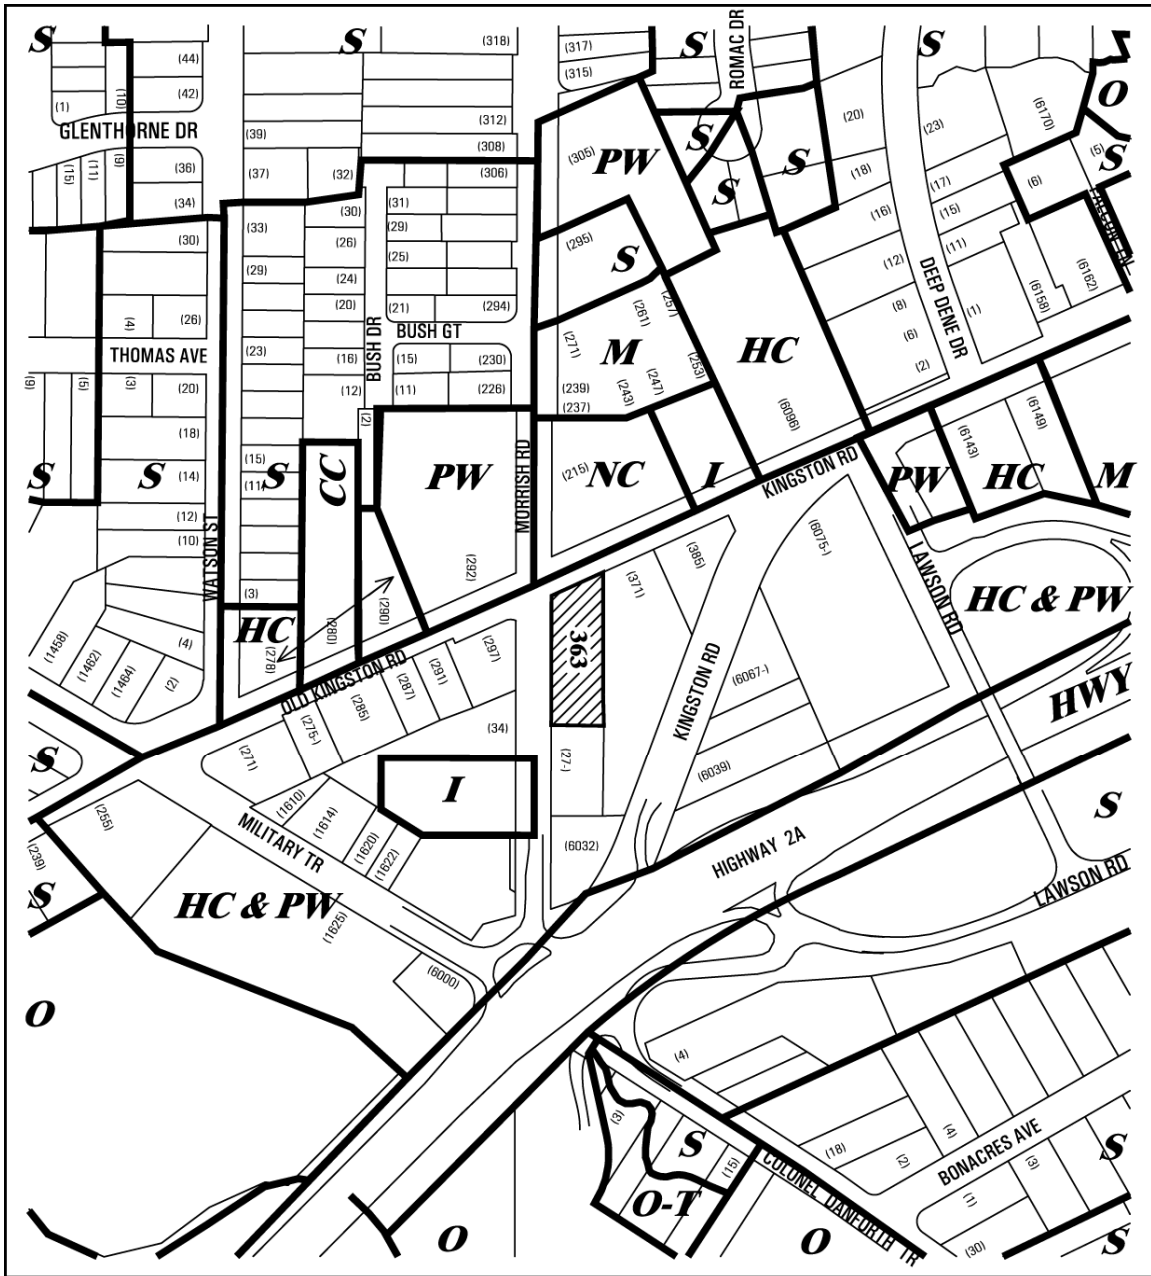 S
S
(318)
(317)
S
ROMAC DR
S
(44)
(315)
O
(42)
(10)
(1)
(312)
(20)
(6170)
GLENTHORNE DR
(39)
(308)
(305)
PW
S
S
(23)
(5)
S
(15)
(11)
(9)
(36)
(37)
(32)
(306)
(18)
(17)
(6)
S
(34)
(31)
(30)
(16)
(15)
FALCON LN
(33)
(29)
(295)
S
(30)
(26)
(25)
(12)
(11)
(6162)
DEEP DENE DR
(29)
(24)
(6158)
(4)
(26)
(20)
(21)
(294)
(261)
(257)
(8)
(1)
BUSH GT
BUSH DR
(271)
M
HC
(6)
THOMAS AVE
(23)
(16)
(15)
(230)
(253)
(2)
(9)
(5)
(3)
(20)
(12)
(11)
(226)
(239)
(243)
(247)
(237)
(6096)
(6149)
(2)
(18)
(6143)
MORRISH RD
S
S
(14)
(15)
(11)
S
CC
PW
(215)
NC
I
KINGSTON RD
PW
HC
M
(12)
(10)
WATSON ST
(385)
(6075-)
(292)
(371)
LAWSON RD
(3)
(290)
HC & PW
HC
(278)
(280)
363
(1458)
(1462)
(1464)
(4)
(2)
OLD KINGSTON RD
(297)
(291)
(287)
(285)
(275-)
KINGSTON RD
(6067-)
HWY
(34)
S
(271)
(27-)
(6039)
I
(255)
(1610)
(1614)
MILITARY TR
(1620)
(1622)
(6032)
HIGHWAY 2A
S
(239)
S
LAWSON RD
HC & PW
(1625)
(6000)
O
(4)
(3)
S
(15)
(18)
(2)
(4)
BONACRES AVE
(3)
S
O-T
COLONEL DANFORTH TR
(1)
O
O
(30)
S